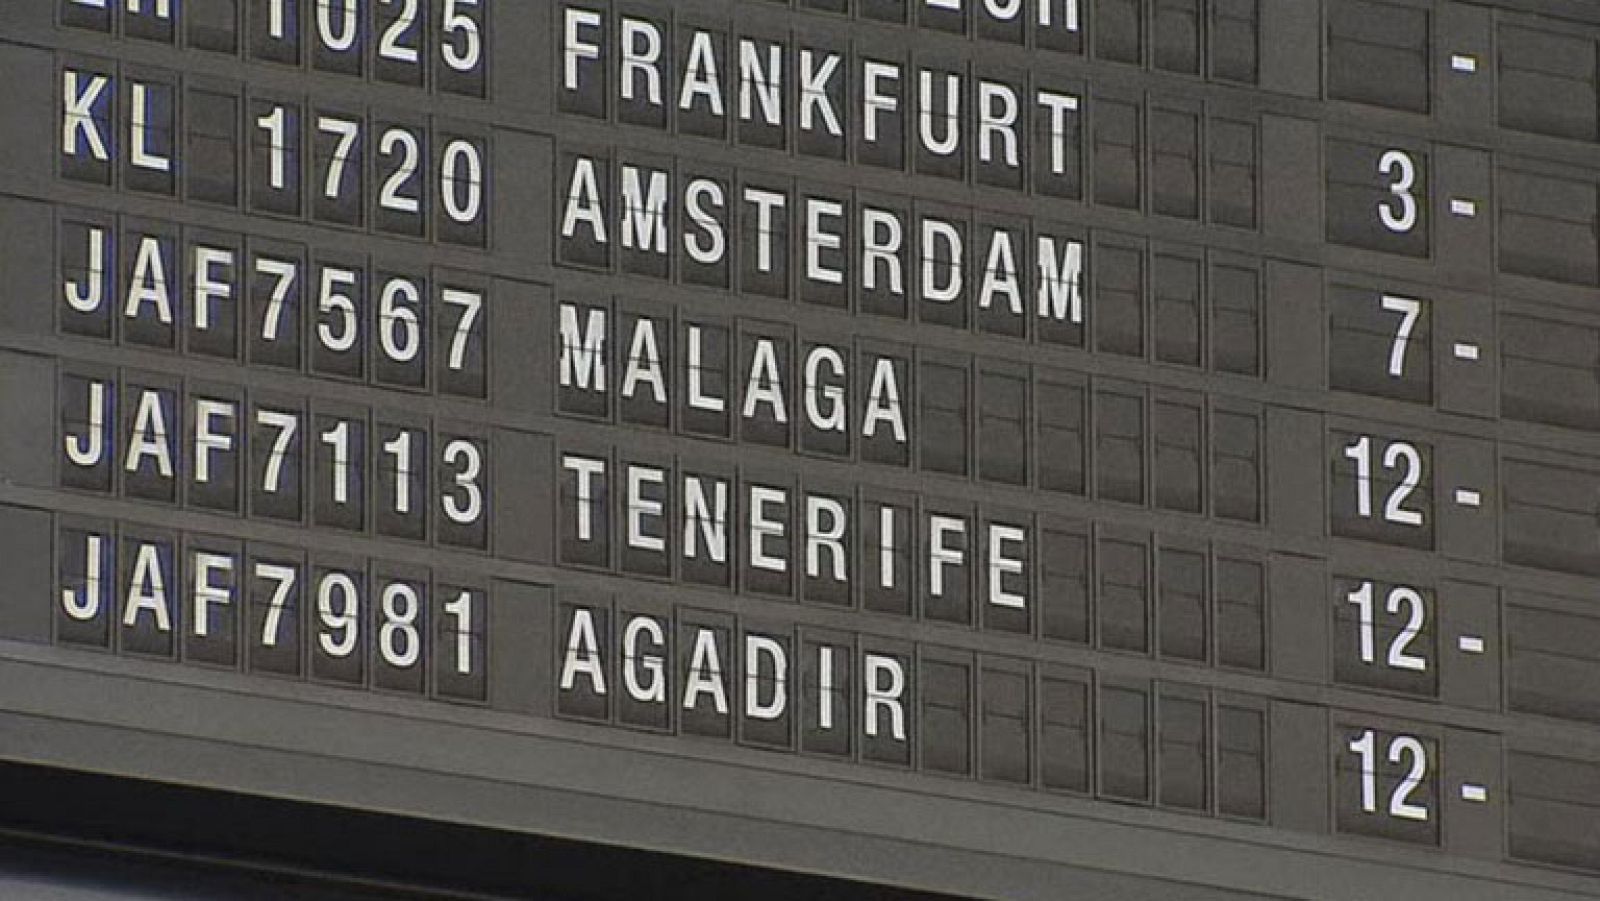 1025 FRANKFURT 3 -
KL 1720 AMSTERDAM 7 -
JAF7567 MALAGA 12 -
JAF7113 TENERIFE 12 -
JAF7981 AGADIR 12 -